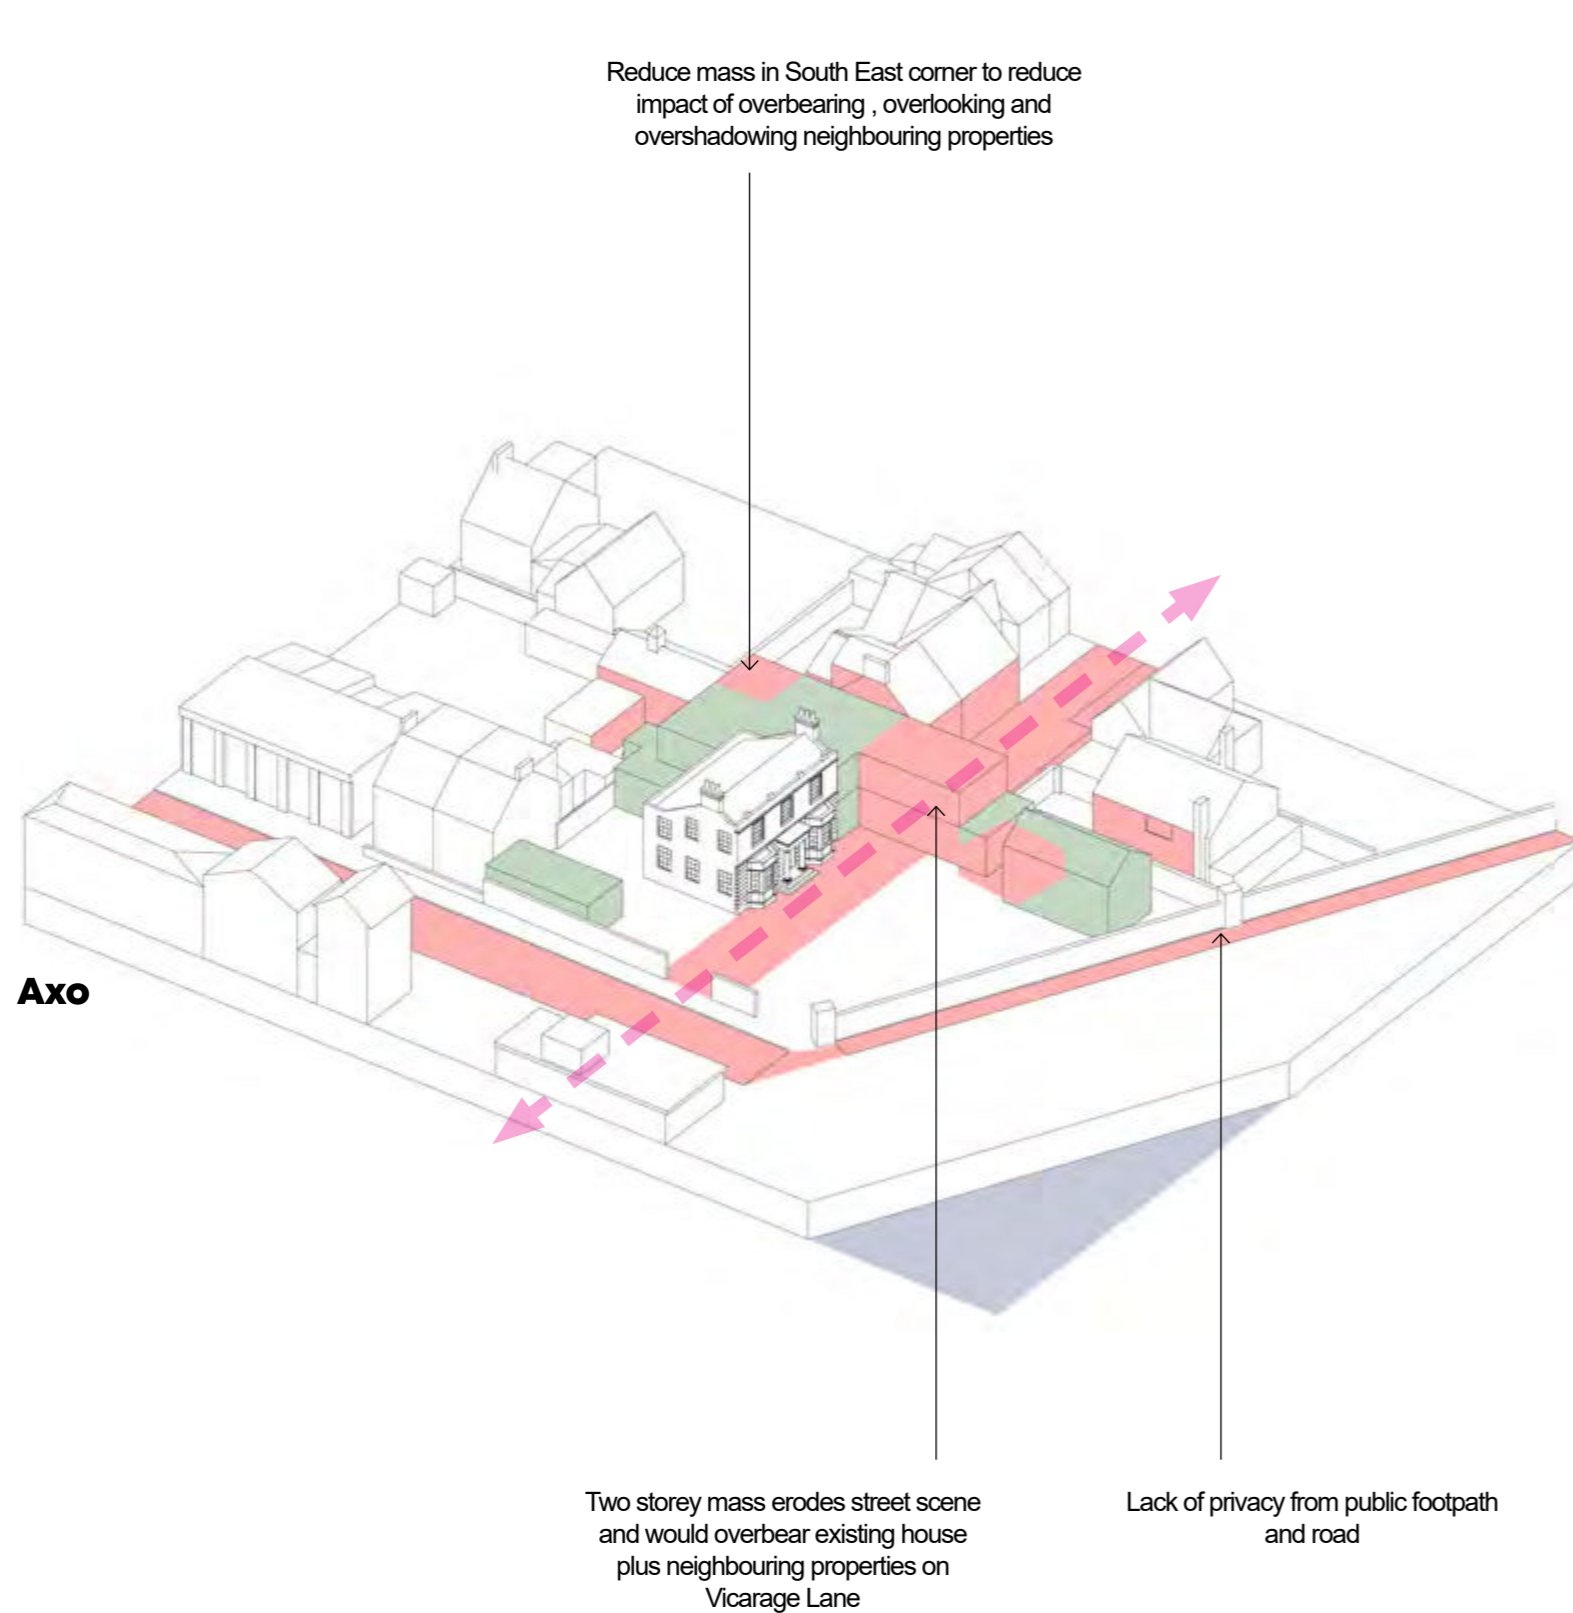 Reduce mass in South East corner to reduce
impact of overbearing , overlooking and
overshadowing neighbouring properties
Axo
Two storey mass erodes street scene
and would overbear existing house
plus neighbouring properties on
Vicarage Lane
Lack of privacy from public footpath
and road